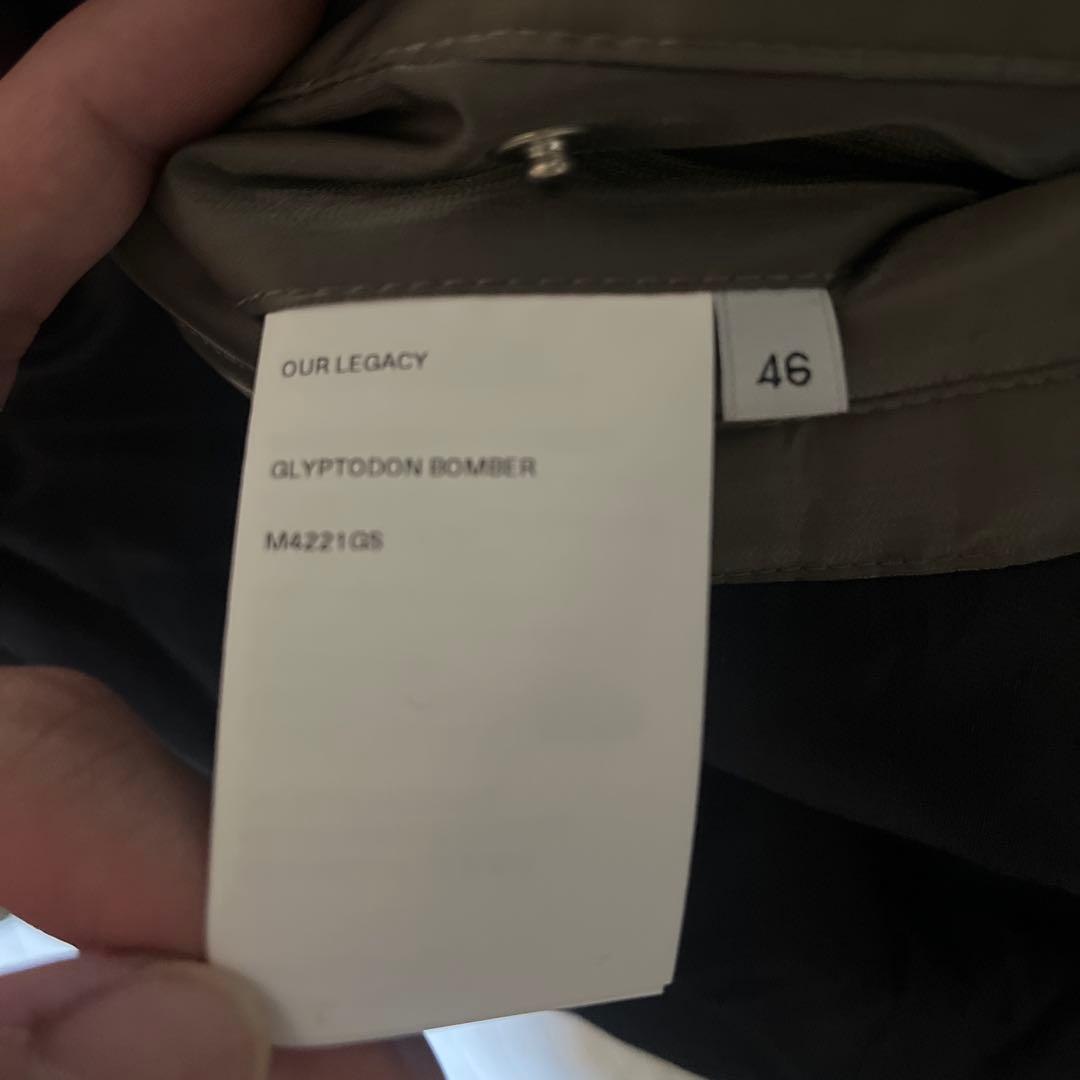 OUR LEGACY
46
GLYPTODON BOMBER
M4221GS